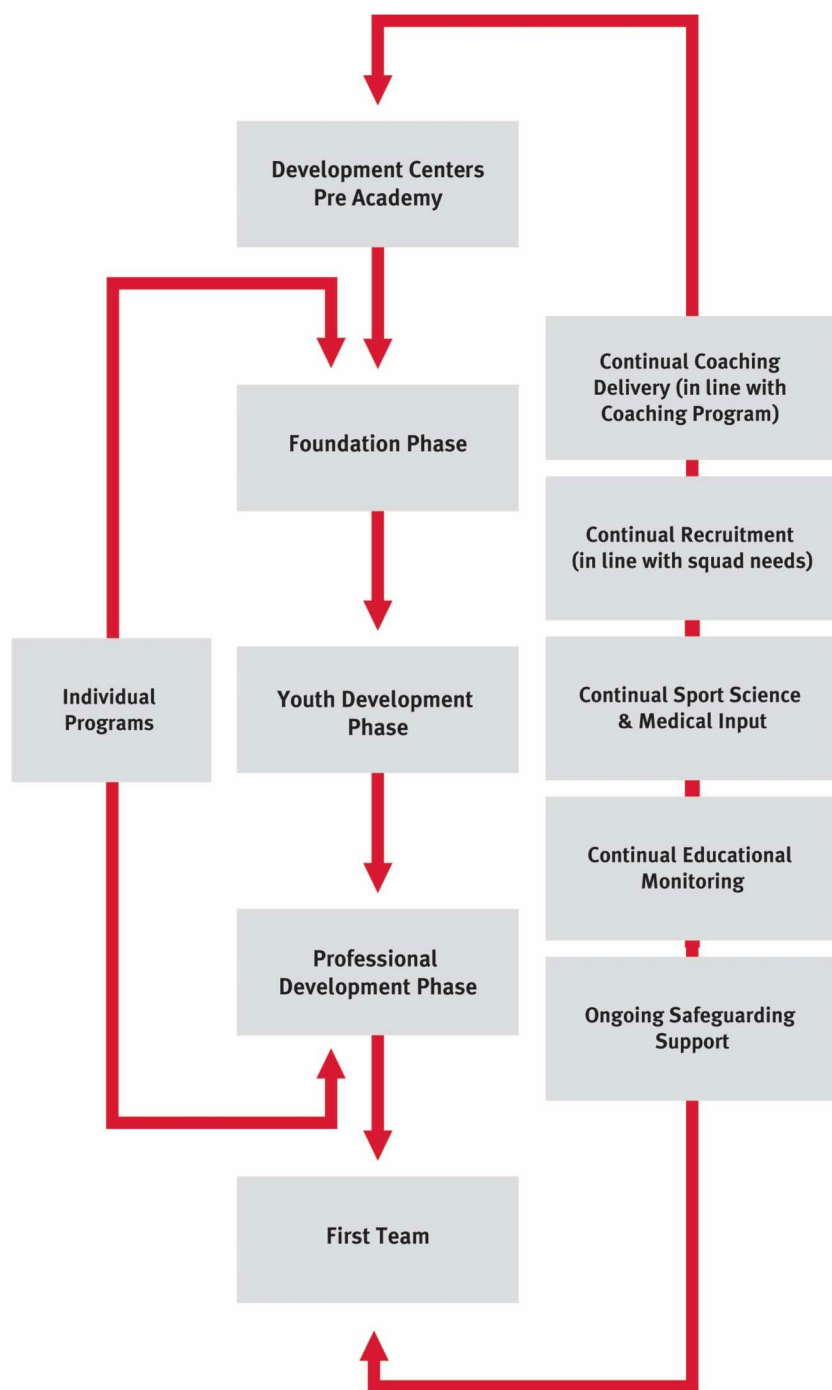 Development Centers
Pre Academy
Continual Coaching
Delivery (in line with
Coaching Program)
Foundation Phase
Continual Recruitment
(in line with squad needs)
Individual
Programs
Youth Development
Phase
Continual Sport Science
& Medical Input
Continual Educational
Monitoring
Professional
Development Phase
Ongoing Safeguarding
Support
First Team